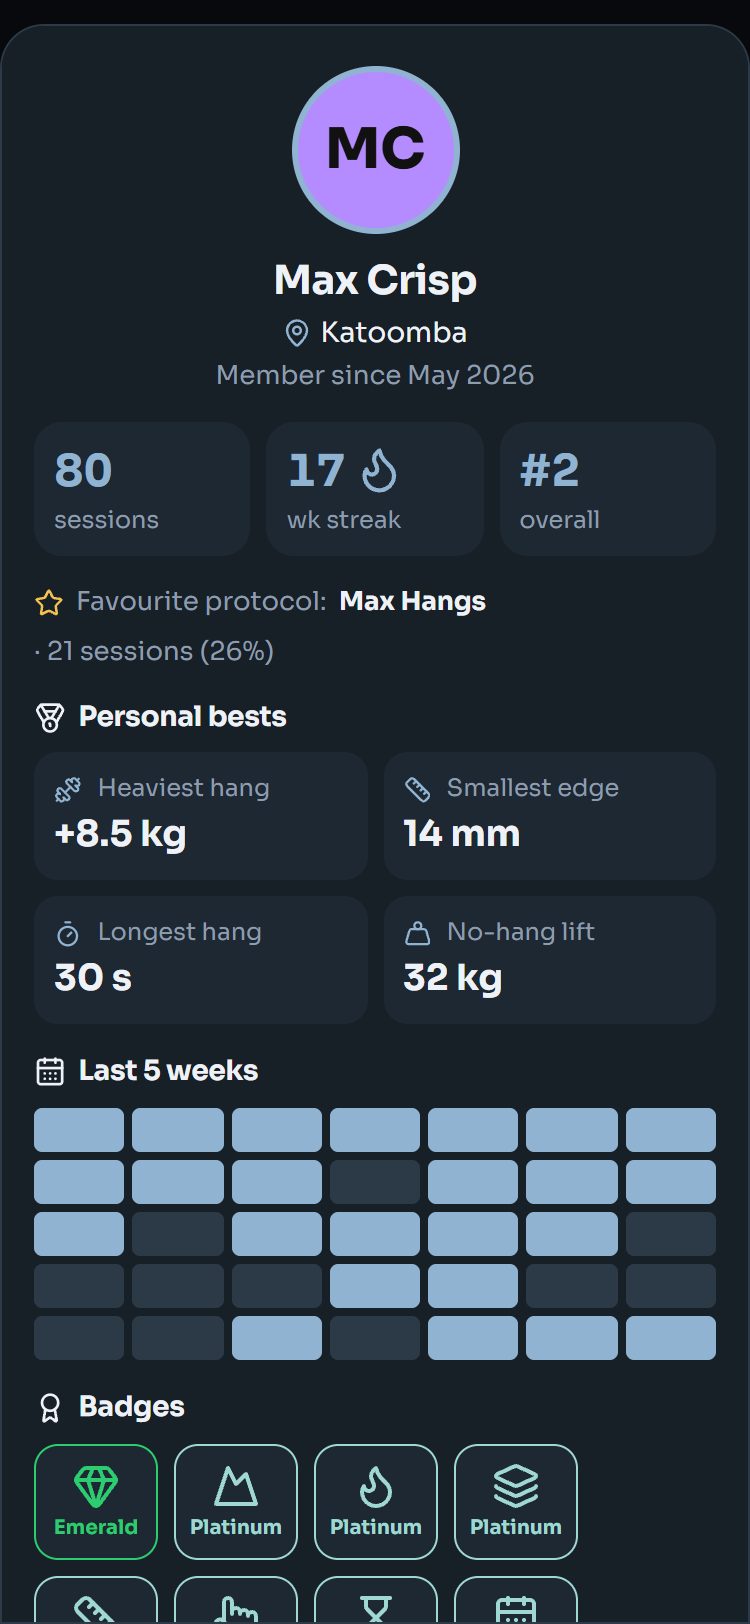 MC
Max Crisp
Katoomba
Member since May 2026
80
sessions
17
wk streak
#2
overall
Favourite protocol: Max Hangs
· 21 sessions (26%)
Personal bests
Heaviest hang
+8.5 kg
Smallest edge
14 mm
Longest hang
30 s
No-hang lift
32 kg
Last 5 weeks
Badges
Emerald
Platinum
Platinum
Platinum